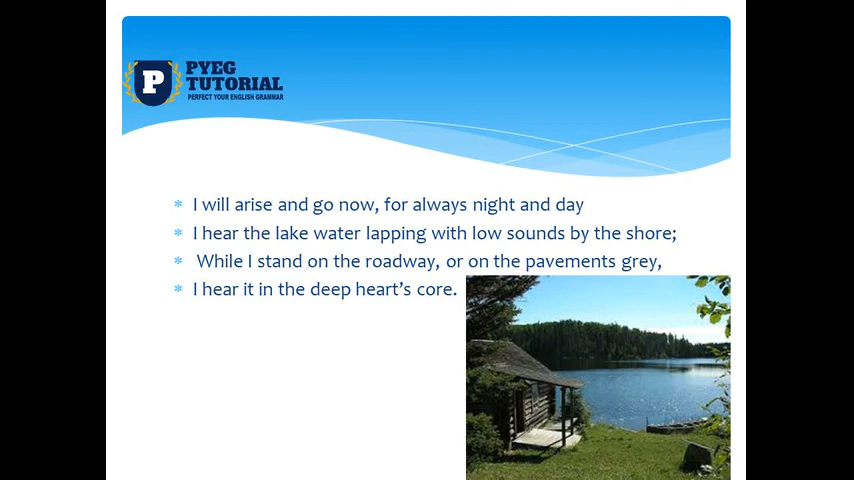 P
PYEG
TUTORIAL
PERFECT YOUR ENGLISH GRAMMAR
I will arise and go now, for always night and day
I hear the lake water lapping with low sounds by the shore;
While I stand on the roadway, or on the pavements grey,
I hear it in the deep heart’s core.